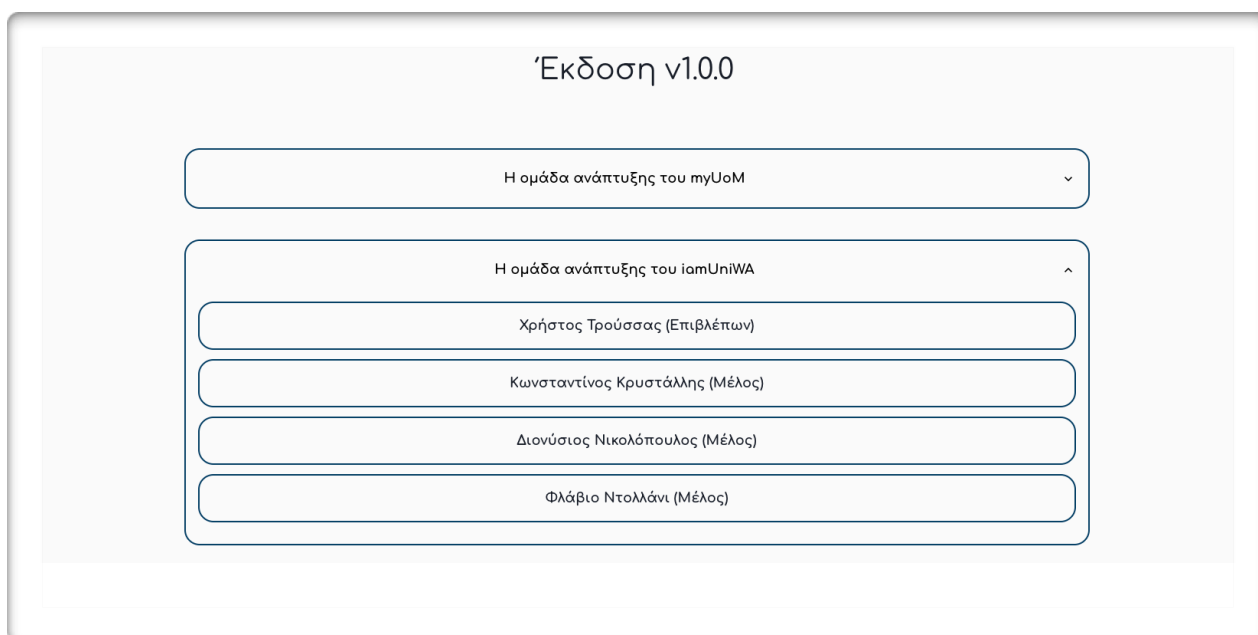 Έκδοση v1.0.0
Η ομάδα ανάπτυξης του myUoM
Η ομάδα ανάπτυξης του iamUniWA
Χρήστος Τρούσσας (Επιβλέπων)
Κωνσταντίνος Κρυστάλλης (Μέλος)
Διονύσιος Νικολόπουλος (Μέλος)
Φλάβιο Ντολλάνι (Μέλος)